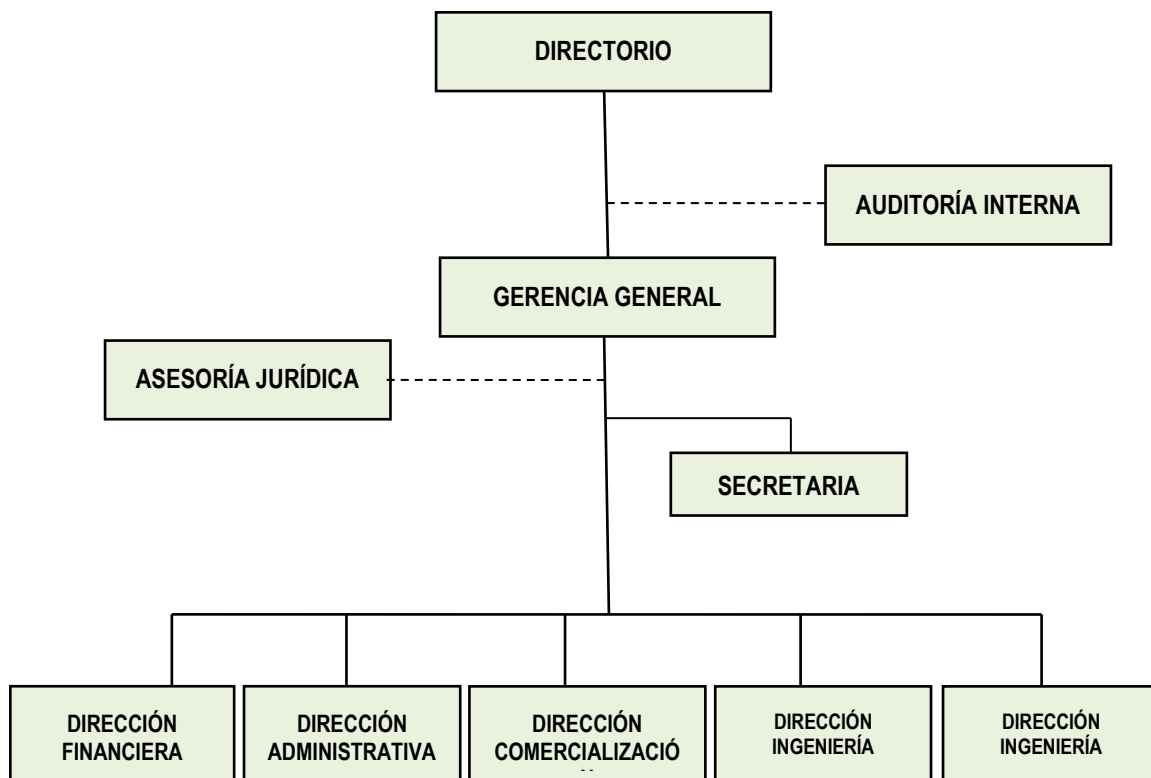 DIRECTORIO
AUDITORÍA INTERNA
GERENCIA GENERAL
ASESORÍA JURÍDICA
SECRETARIA
DIRECCIÓN
FINANCIERA
DIRECCIÓN
ADMINISTRATIVA
DIRECCIÓN
COMERCIALIZACIÓ
DIRECCIÓN
INGENIERÍA
DIRECCIÓN
INGENIERÍA